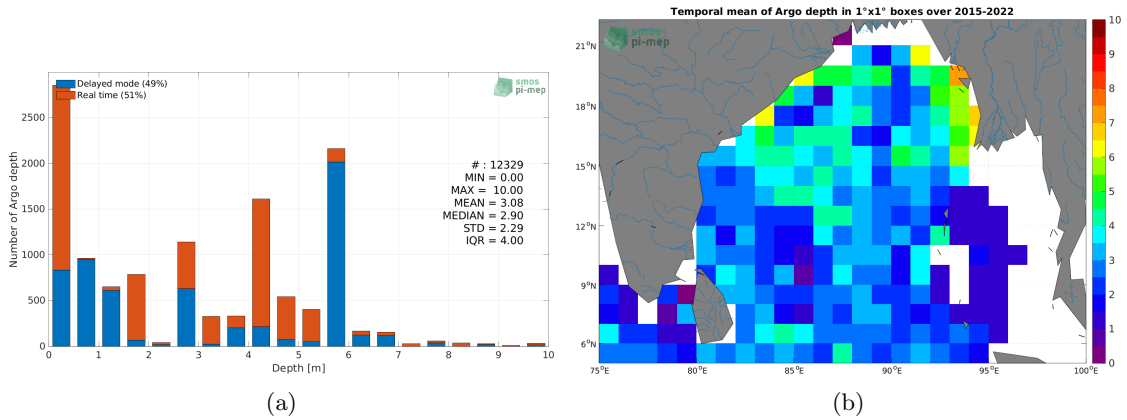 Delayed mode (49%)
Real time (51%)
smos
pi-mep
# : 12329
MIN = 0.00
MAX = 10.00
MEAN = 3.08
MEDIAN = 2.90
STD = 2.29
IQR = 4.00
Number of Argo depth
2500
2000
1500
1000
500
0
0 1 2 3 4 5 6 7 8 9 10
Depth [m]
(a)
Temporal mean of Argo depth in 1°x1° boxes over 2015-2022
smos
pi-mep
21°N
18°N
15°N
12°N
9°N
6°N
75°E 80°E 85°E 90°E 95°E 100°E
10
9
8
7
6
5
4
3
2
1
0
(b)